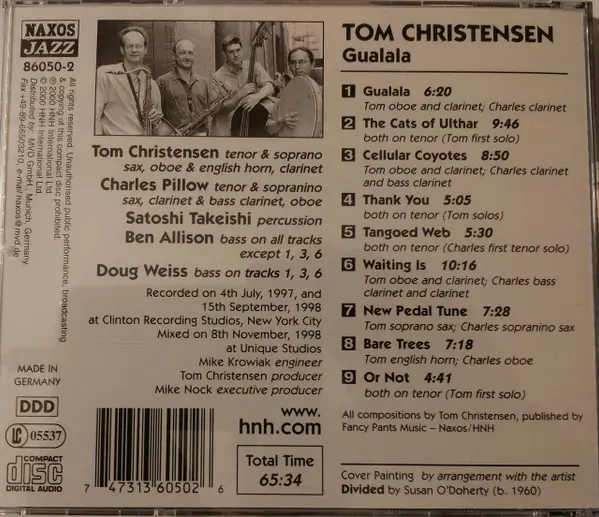 NAXOS
JAZZ
86050-2
All rights reserved. Unauthorised public performance, broadcasting
& copying of this compact disc prohibited.
℗ 2000 HNH International Ltd.
© 2000 HNH International Ltd.
Distributed by: MVD GmbH, Munich, Germany
Fax +49-89-66503210, e-mail naxos@mvd.de
MADE IN
GERMANY
DDD
LC 05537
COMPACT
disc
DIGITAL AUDIO
Tom Christensen tenor & soprano
sax, oboe & english horn, clarinet
Charles Pillow tenor & sopranino
sax, clarinet & bass clarinet, oboe
Satoshi Takeishi percussion
Ben Allison bass on all tracks
except 1, 3, 6
Doug Weiss bass on tracks 1, 3, 6
Recorded on 4th July, 1997, and
15th September, 1998
at Clinton Recording Studios, New York City
Mixed on 8th November, 1998
at Unique Studios
Mike Krowiak engineer
Tom Christensen producer
Mike Nock executive producer
www.
hnh.com
7 47313 60502 6
Total Time
65:34
TOM CHRISTENSEN
Gualala
1 Gualala 6:20
Tom oboe and clarinet; Charles clarinet
2 The Cats of Ulthar 9:46
both on tenor (Tom first solo)
3 Cellular Coyotes 8:50
Tom oboe and clarinet; Charles clarinet
and bass clarinet
4 Thank You 5:05
both on tenor (Tom solos)
5 Tangoed Web 5:30
both on tenor (Charles first tenor solo)
6 Waiting Is 10:16
Tom oboe and clarinet; Charles bass
clarinet and clarinet
7 New Pedal Tune 7:28
Tom soprano sax; Charles sopranino sax
8 Bare Trees 7:18
Tom english horn; Charles oboe
9 Or Not 4:41
both on tenor (Tom first solo)
All compositions by Tom Christensen, published by
Fancy Pants Music – Naxos/HNH
Cover Painting by arrangement with the artist
Divided by Susan O'Doherty (b. 1960)